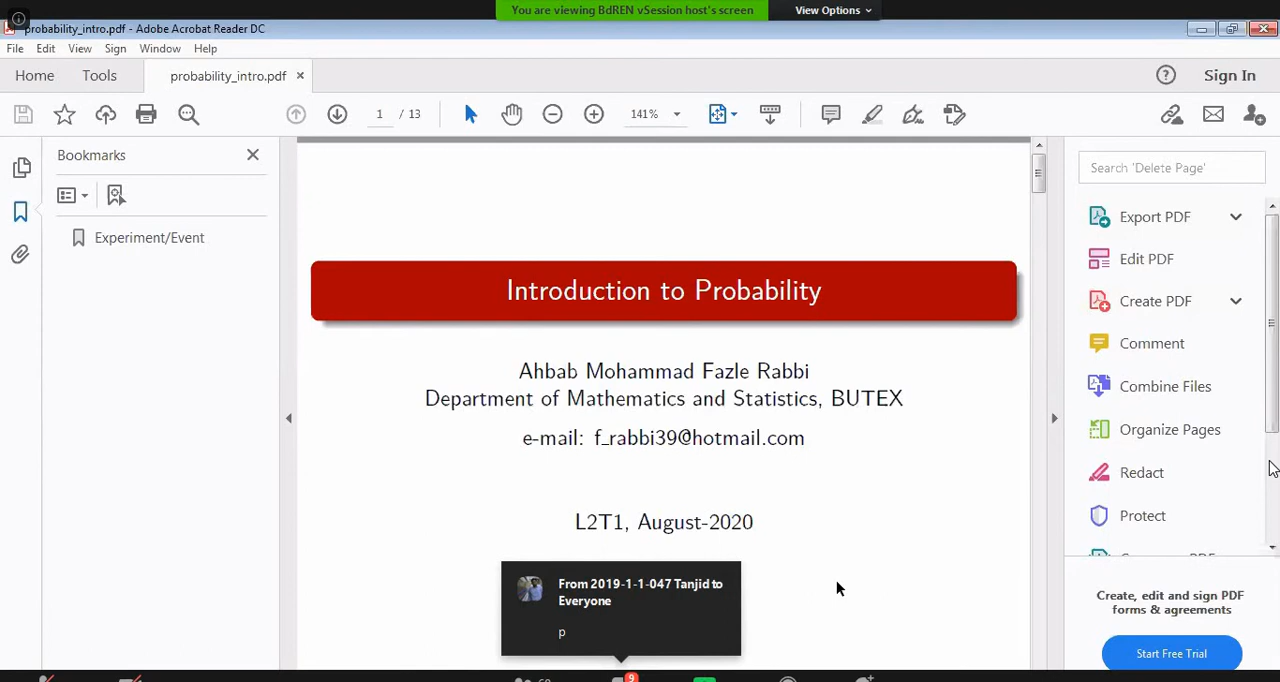 You are viewing BdREN vSession host's screen
View Options
probability_intro.pdf - Adobe Acrobat Reader DC
File Edit View Sign Window Help
Home Tools probability_intro.pdf
Sign In
1 / 13
141%
Bookmarks
Experiment/Event
Introduction to Probability
Ahbab Mohammad Fazle Rabbi
Department of Mathematics and Statistics, BUTEX
e-mail: f_rabbi39@hotmail.com
L2T1, August-2020
From 2019-1-1-047 Tanjid to
Everyone
p
9
Search 'Delete Page'
Export PDF
Edit PDF
Create PDF
Comment
Combine Files
Organize Pages
Redact
Protect
Create, edit and sign PDF
forms & agreements
Start Free Trial